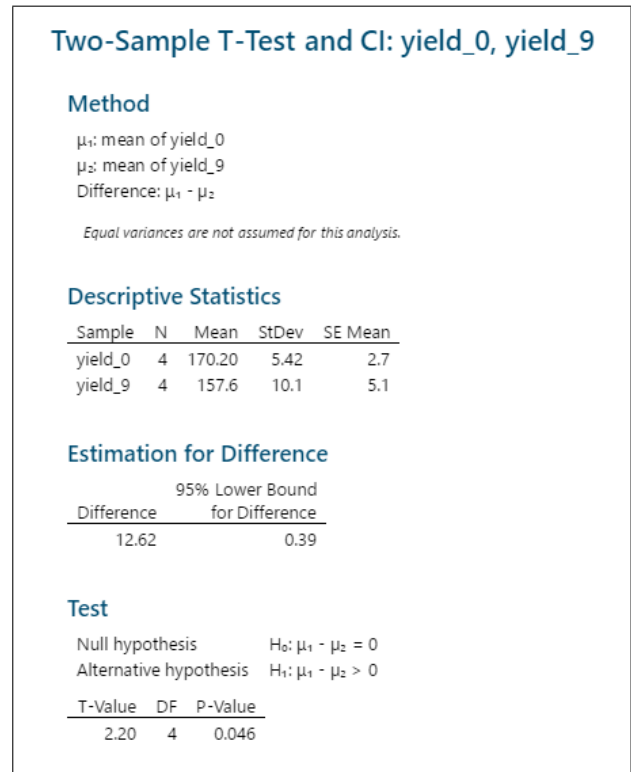 Two-Sample T-Test and CI: yield_0, yield_9
Method
μ₁: mean of yield_0
μ₂: mean of yield_9
Difference: μ₁ - μ₂
Equal variances are not assumed for this analysis.
Descriptive Statistics
Sample N Mean StDev SE Mean
yield_0 4 170.20 5.42 2.7
yield_9 4 157.6 10.1 5.1
Estimation for Difference
95% Lower Bound
Difference for Difference
12.62 0.39
Test
Null hypothesis H₀: μ₁ - μ₂ = 0
Alternative hypothesis H₁: μ₁ - μ₂ > 0
T-Value DF P-Value
2.20 4 0.046